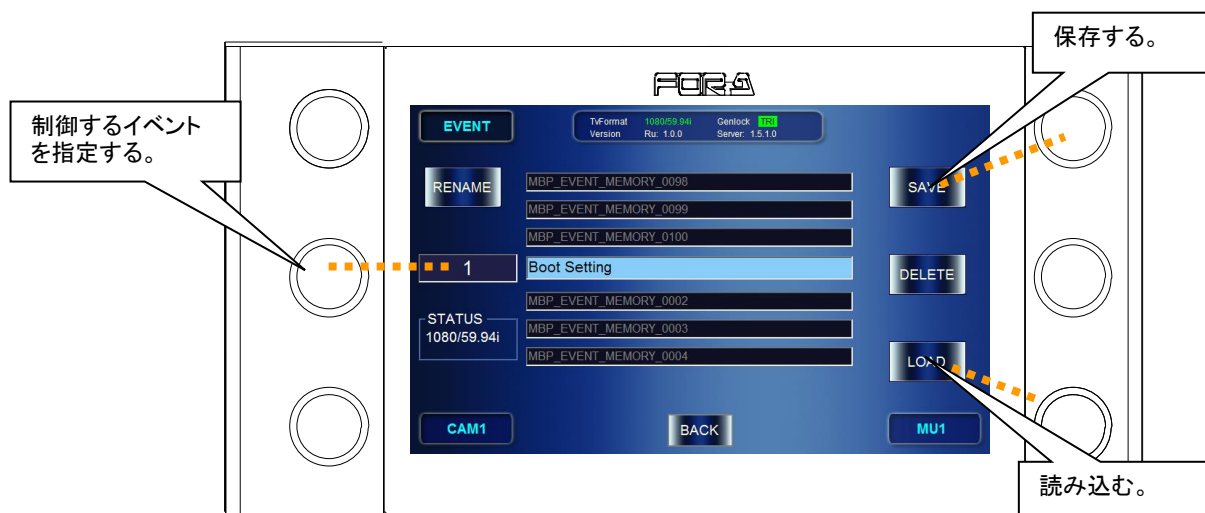 保存する。
FOR-A
制御するイベント
を指定する。
EVENT
TvFormat 1080/59.94i Genlock TRI
Version Ru: 1.0.0 Server: 1.5.1.0
RENAME
MBP_EVENT_MEMORY_0098
SAVE
MBP_EVENT_MEMORY_0099
MBP_EVENT_MEMORY_0100
1
Boot Setting
DELETE
MBP_EVENT_MEMORY_0002
STATUS
1080/59.94i
MBP_EVENT_MEMORY_0003
MBP_EVENT_MEMORY_0004
LOAD
CAM1
BACK
MU1
読み込む。